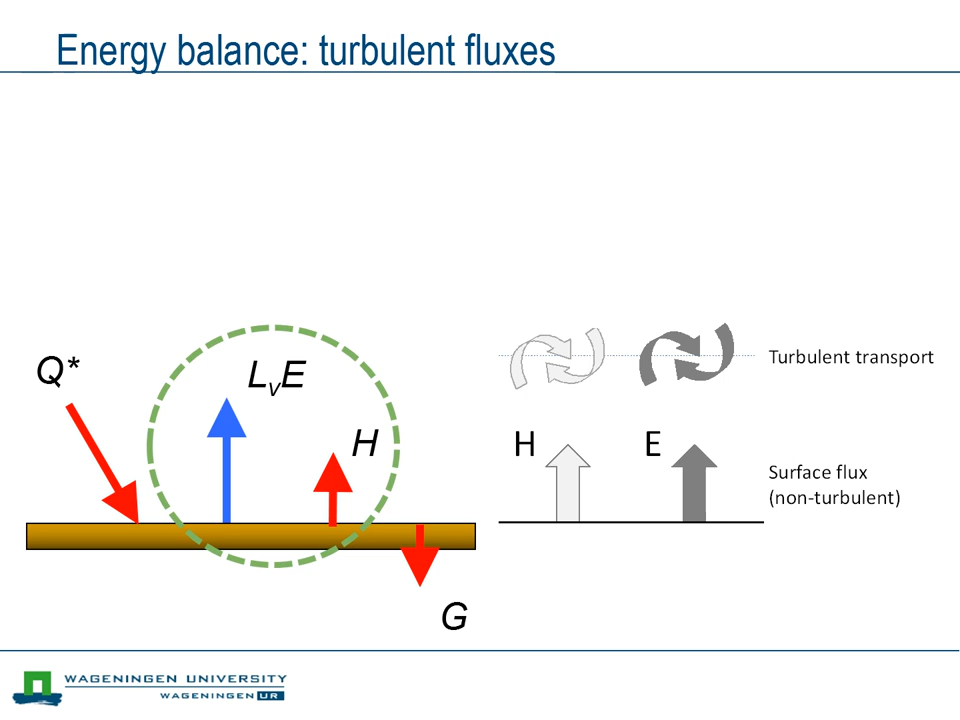 Energy balance: turbulent fluxes
Q*
LvE
H
G
Turbulent transport
H
E
Surface flux
(non-turbulent)
WAGENINGEN UNIVERSITY
WAGENINGEN UR